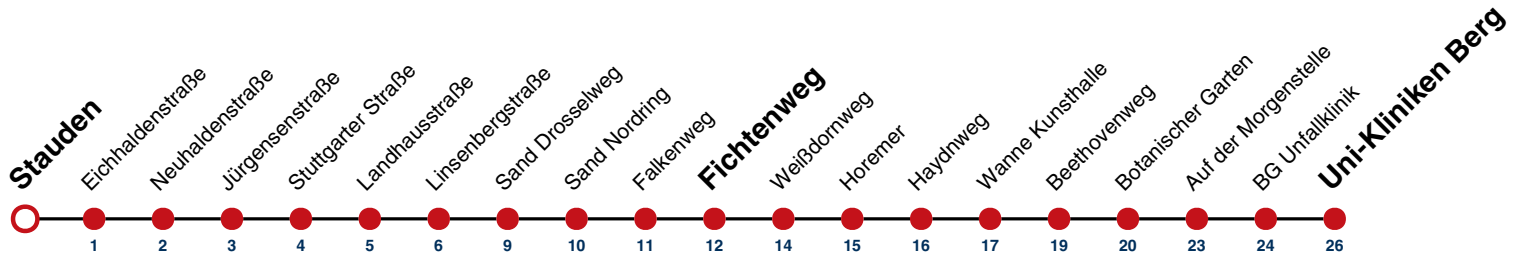 Stauden
Eichhaldenstraße
Neuhaldenstraße
Jürgensenstraße
Stuttgarter Straße
Landhausstraße
Linsenbergstraße
Sand Drosselweg
Sand Nordring
Falkenweg
Fichtenweg
Weißdornweg
Horemer
Haydnweg
Wanne Kunsthalle
Beethovenweg
Botanischer Garten
Auf der Morgenstelle
BG Unfallklinik
Uni-Kliniken Berg
1 2 3 4 5 6 9 10 11 12 14 15 16 17 19 20 23 24 26